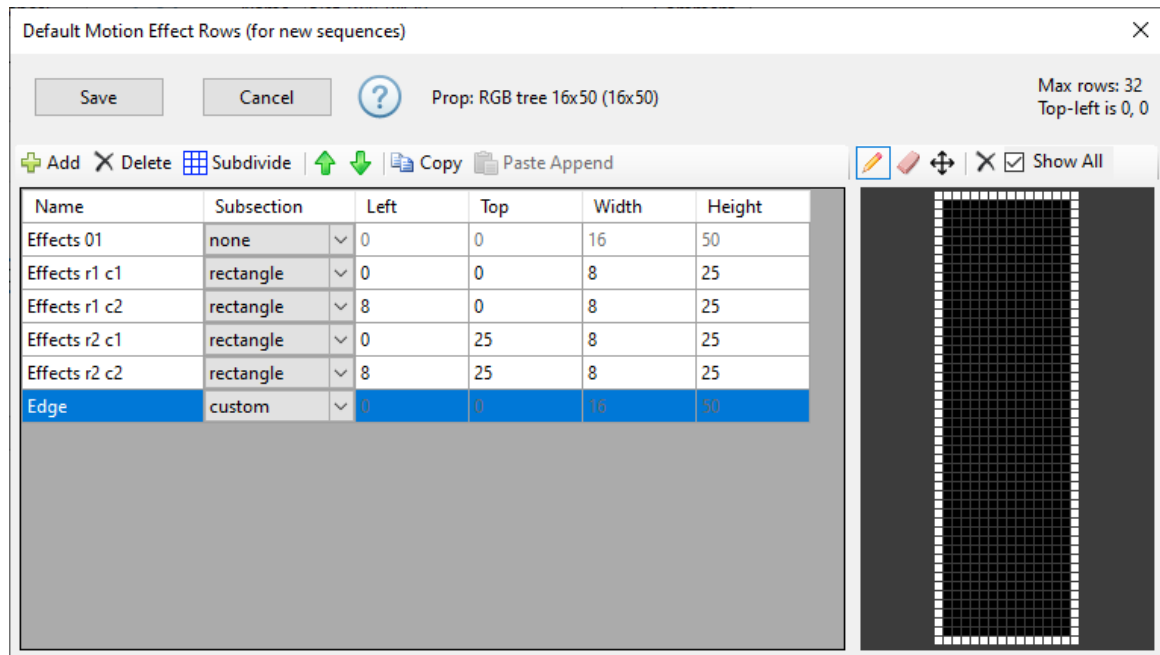 Default Motion Effect Rows (for new sequences)
Save Cancel ? Prop: RGB tree 16x50 (16x50) Max rows: 32
Top-left is 0, 0
Add Delete Subdivide Copy Paste Append Show All
Name Subsection Left Top Width Height
Effects 01 none 0 0 16 50
Effects r1 c1 rectangle 0 0 8 25
Effects r1 c2 rectangle 8 0 8 25
Effects r2 c1 rectangle 0 25 8 25
Effects r2 c2 rectangle 8 25 8 25
Edge custom 0 0 16 50